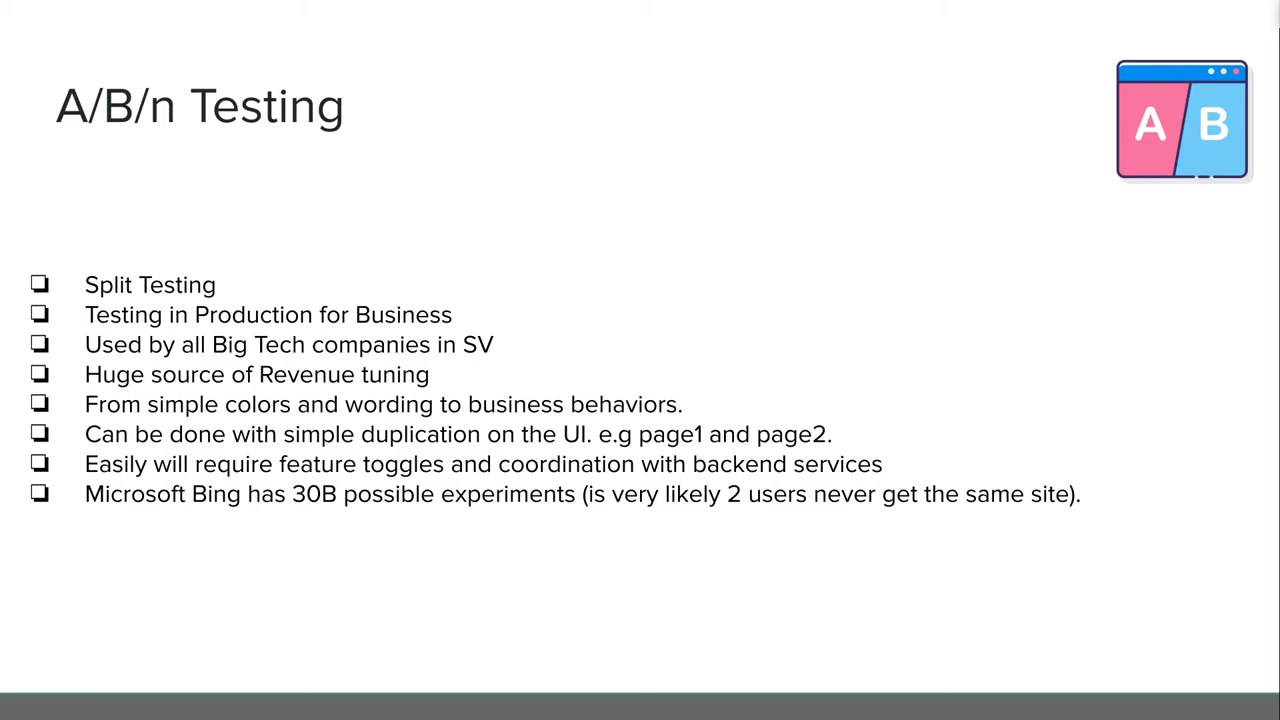 A/B/n Testing
A B
Split Testing
Testing in Production for Business
Used by all Big Tech companies in SV
Huge source of Revenue tuning
From simple colors and wording to business behaviors.
Can be done with simple duplication on the UI. e.g page1 and page2.
Easily will require feature toggles and coordination with backend services
Microsoft Bing has 30B possible experiments (is very likely 2 users never get the same site).